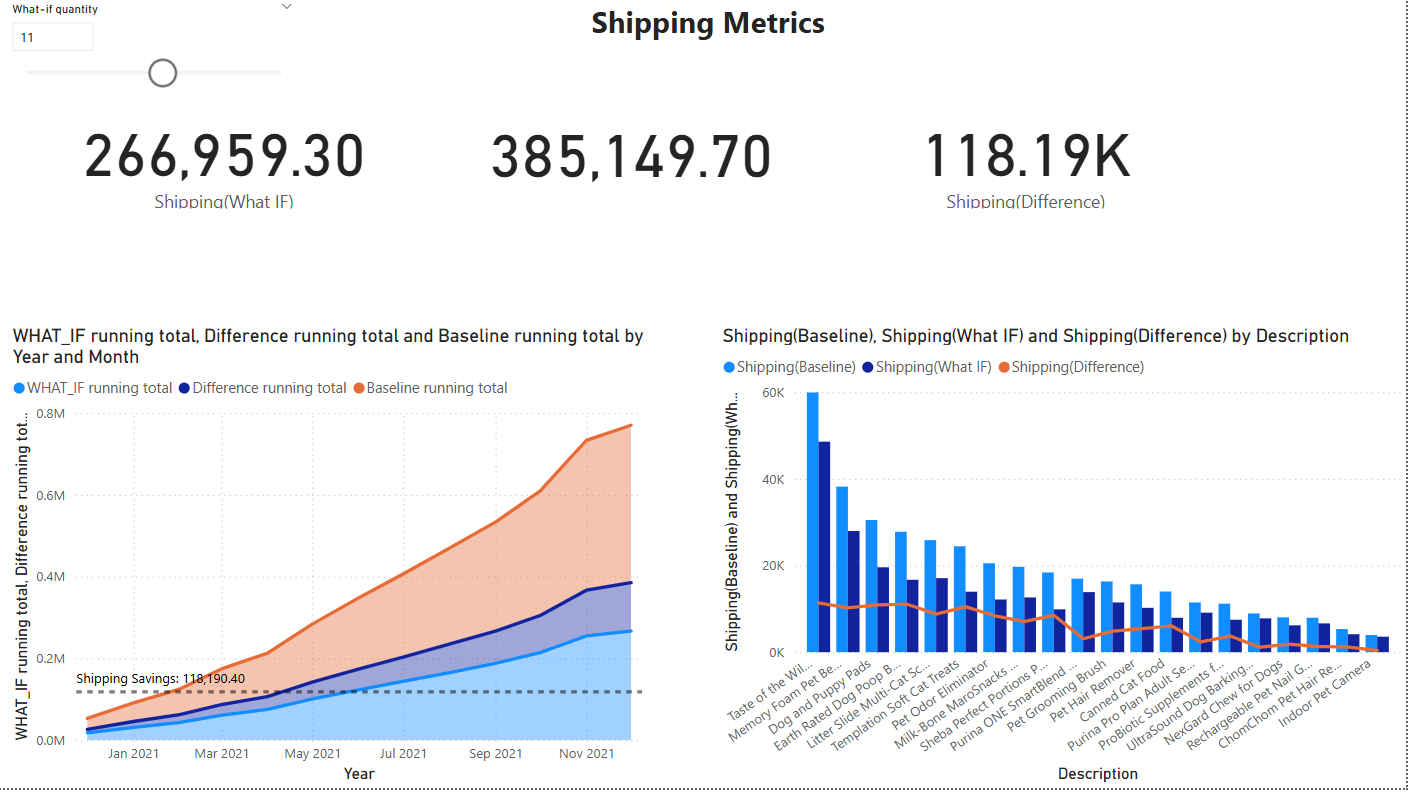 What-if quantity
11
Shipping Metrics
266,959.30
Shipping(What IF)
385,149.70
118.19K
Shipping(Difference)
WHAT_IF running total, Difference running total and Baseline running total by
Year and Month
WHAT_IF running total
Difference running total
Baseline running total
WHAT_IF running total, Difference running tot...
0.8M
0.6M
0.4M
0.2M
0.0M
Shipping Savings: 118,190.40
Jan 2021
Mar 2021
May 2021
Jul 2021
Sep 2021
Nov 2021
Year
Shipping(Baseline), Shipping(What IF) and Shipping(Difference) by Description
Shipping(Baseline)
Shipping(What IF)
Shipping(Difference)
Shipping(Baseline) and Shipping(Wh...
60K
40K
20K
0K
Taste of the Wil...
Memory Foam Pet Be...
Dog and Puppy Pads
Earth Rated Dog Poop B...
Litter Slide Multi-Cat Sc...
Templation Soft Cat Treats
Pet Odor Eliminator
Milk-Bone MaroSnacks ...
Sheba Perfect Portions P...
Purina ONE SmartBlend ...
Pet Grooming Brush
Pet Hair Remover
Canned Cat Food
Purina Pro Plan Adult Se...
ProBiotic Supplements f...
UltraSound Dog Barking...
NexGard Chew for Dogs
Rechargeable Pet Nail G...
ChomChom Pet Hair Re...
Indoor Pet Camera
Description